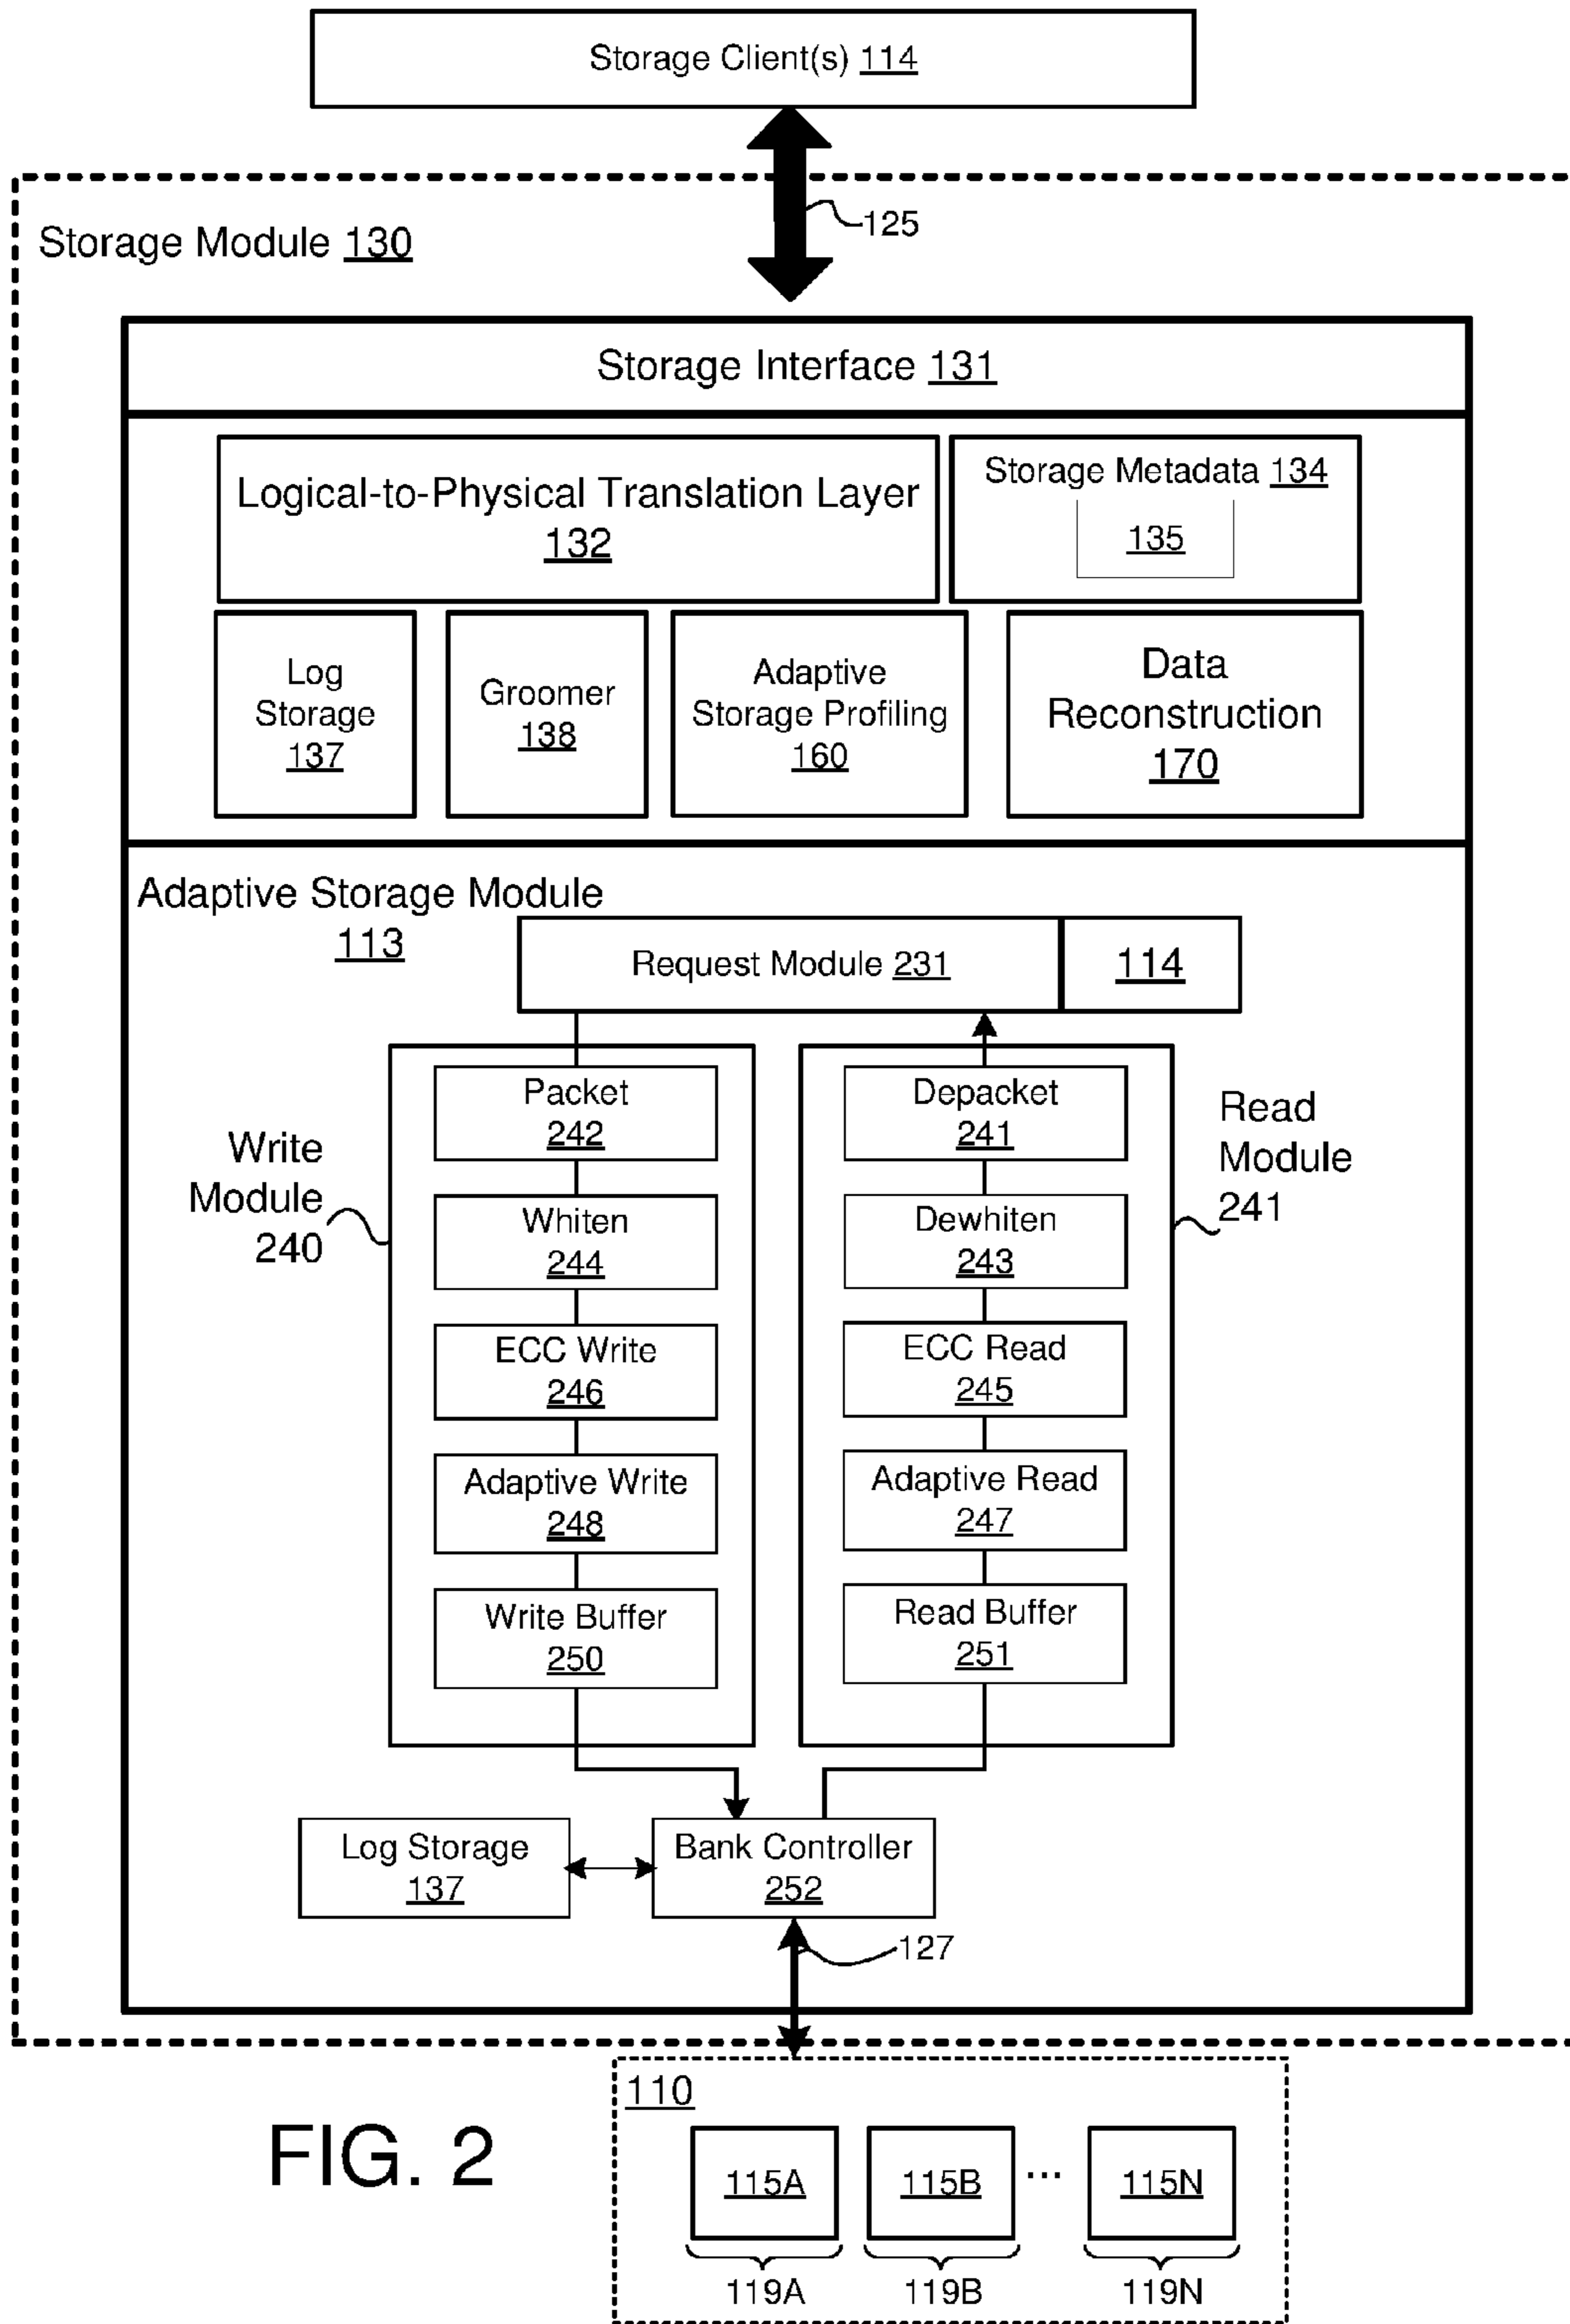 Storage Client(s) 114
125
Storage Module 130
Storage Interface 131
Logical-to-Physical Translation Layer
132
Storage Metadata 134
135
Log
Storage
137
Groomer
138
Adaptive
Storage Profiling
160
Data
Reconstruction
170
Adaptive Storage Module
113
Request Module 231
114
Write
Module
240
Packet
242
Whiten
244
ECC Write
246
Adaptive Write
248
Write Buffer
250
Depacket
241
Dewhiten
243
ECC Read
245
Adaptive Read
247
Read Buffer
251
Read
Module
241
Log Storage
137
Bank Controller
252
127
110
115A
115B
...
115N
119A
119B
119N
FIG. 2